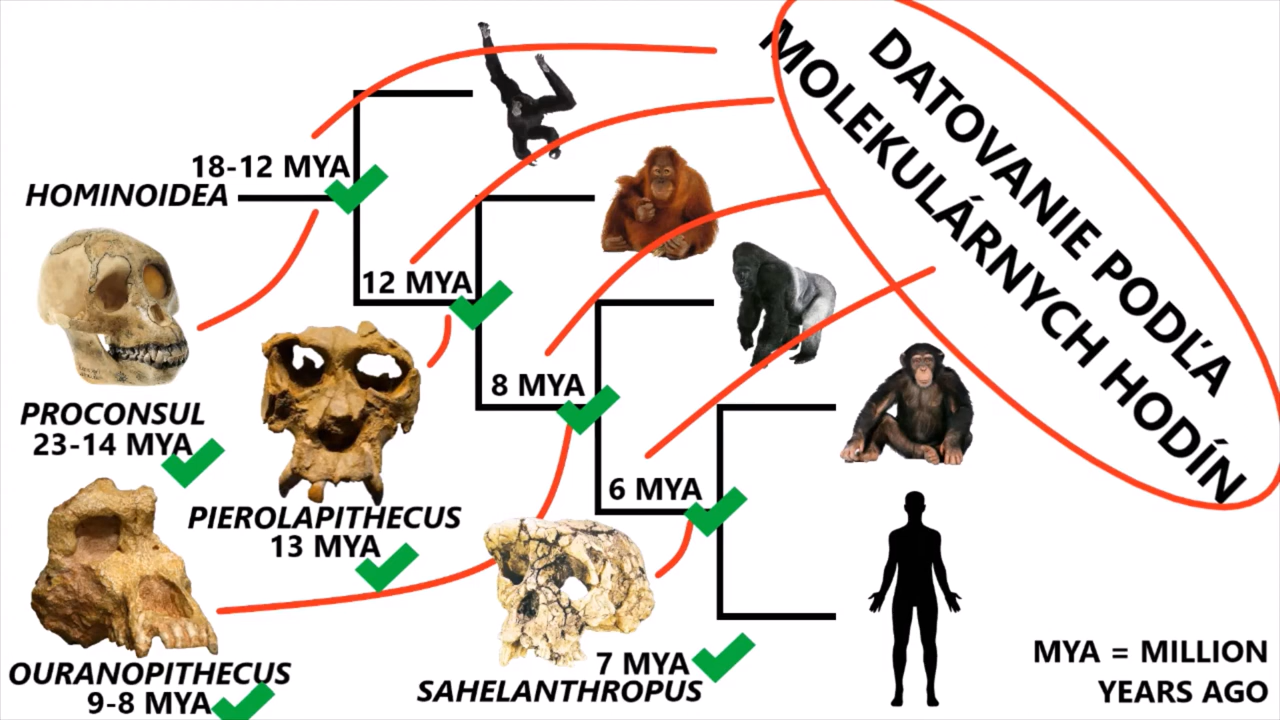 DATOVANIE PODĽA
MOLEKULÁRNYCH HODÍN
18-12 MYA
HOMINOIDEA
12 MYA
8 MYA
6 MYA
PROCONSUL
23-14 MYA
PIEROLAPITHECUS
13 MYA
OURANOPITHECUS
9-8 MYA
7 MYA
SAHELANTHROPUS
MYA = MILLION
YEARS AGO